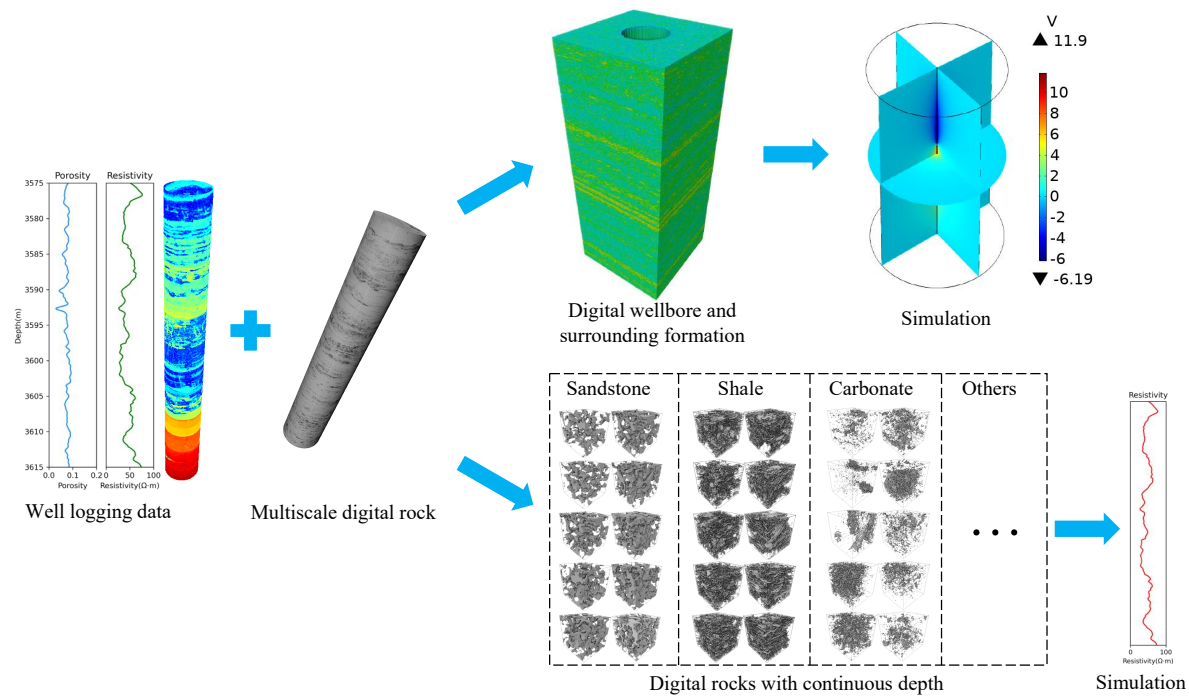 Porosity
Resistivity
3575
3580
3585
3590
3595
3600
3605
3610
3615
Depth(m)
0.0
0.1
0.2
0
50
100
Porosity
Resistivity(Ω·m)
Well logging data
Multiscale digital rock
Digital wellbore and
surrounding formation
V
▲ 11.9
10
8
6
4
2
0
-2
-4
-6
▼ -6.19
Simulation
Sandstone
Shale
Carbonate
Others
• • •
Digital rocks with continuous depth
Resistivity
0
100
Resistivity(Ω·m)
Simulation